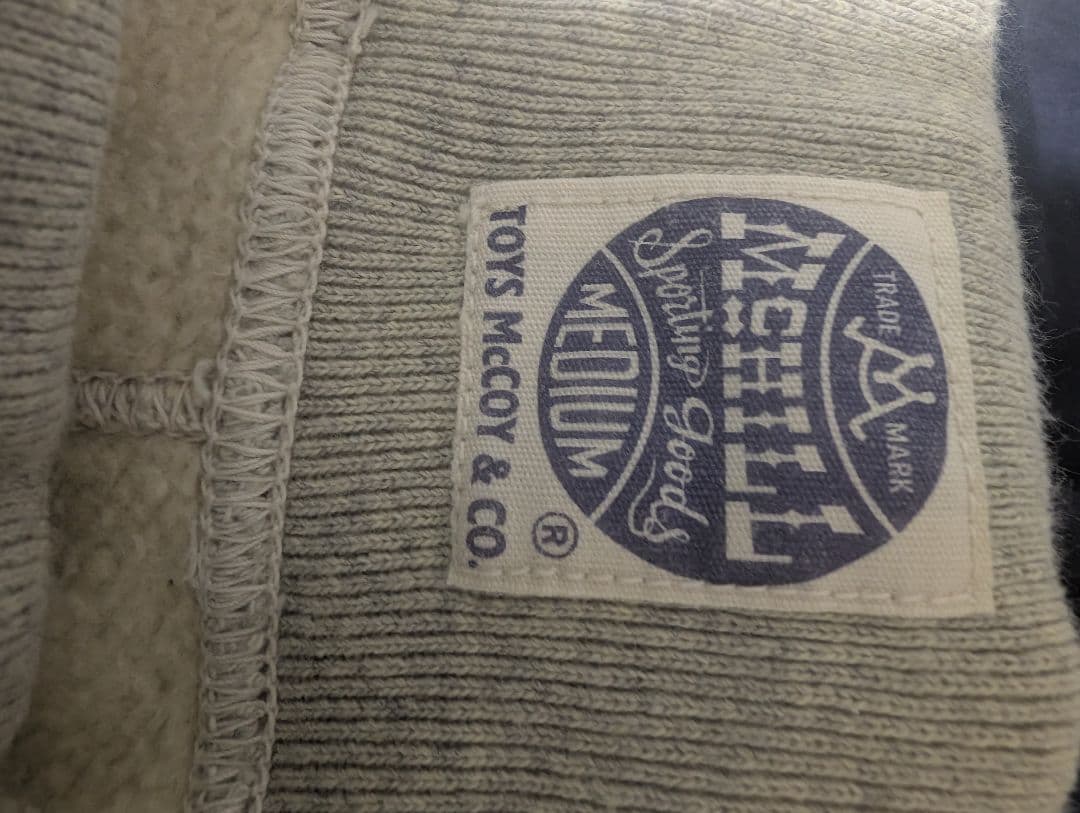 TRADE MARK
McHILL
Sporting goods
MEDIUM
®
TOYS McCOY & CO.